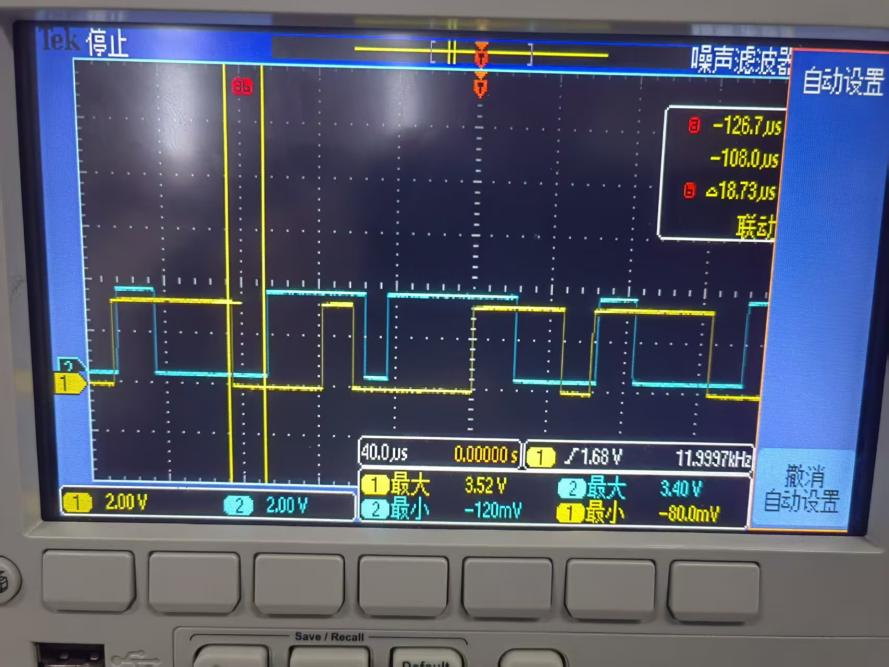 Tek 停止
噪声滤波器
自动设置
ab
T
T
a -126.7µs
-108.0µs
b △18.73µs
联动
2
1
40.0µs 0.00000 s
1 1.68 V 11.9997kHz
1 2.00 V 2 2.00 V
1 最大 3.52 V 2 最大 3.40 V
2 最小 -120mV 1 最小 -80.0mV
撤消
自动设置
Save / Recall
Default